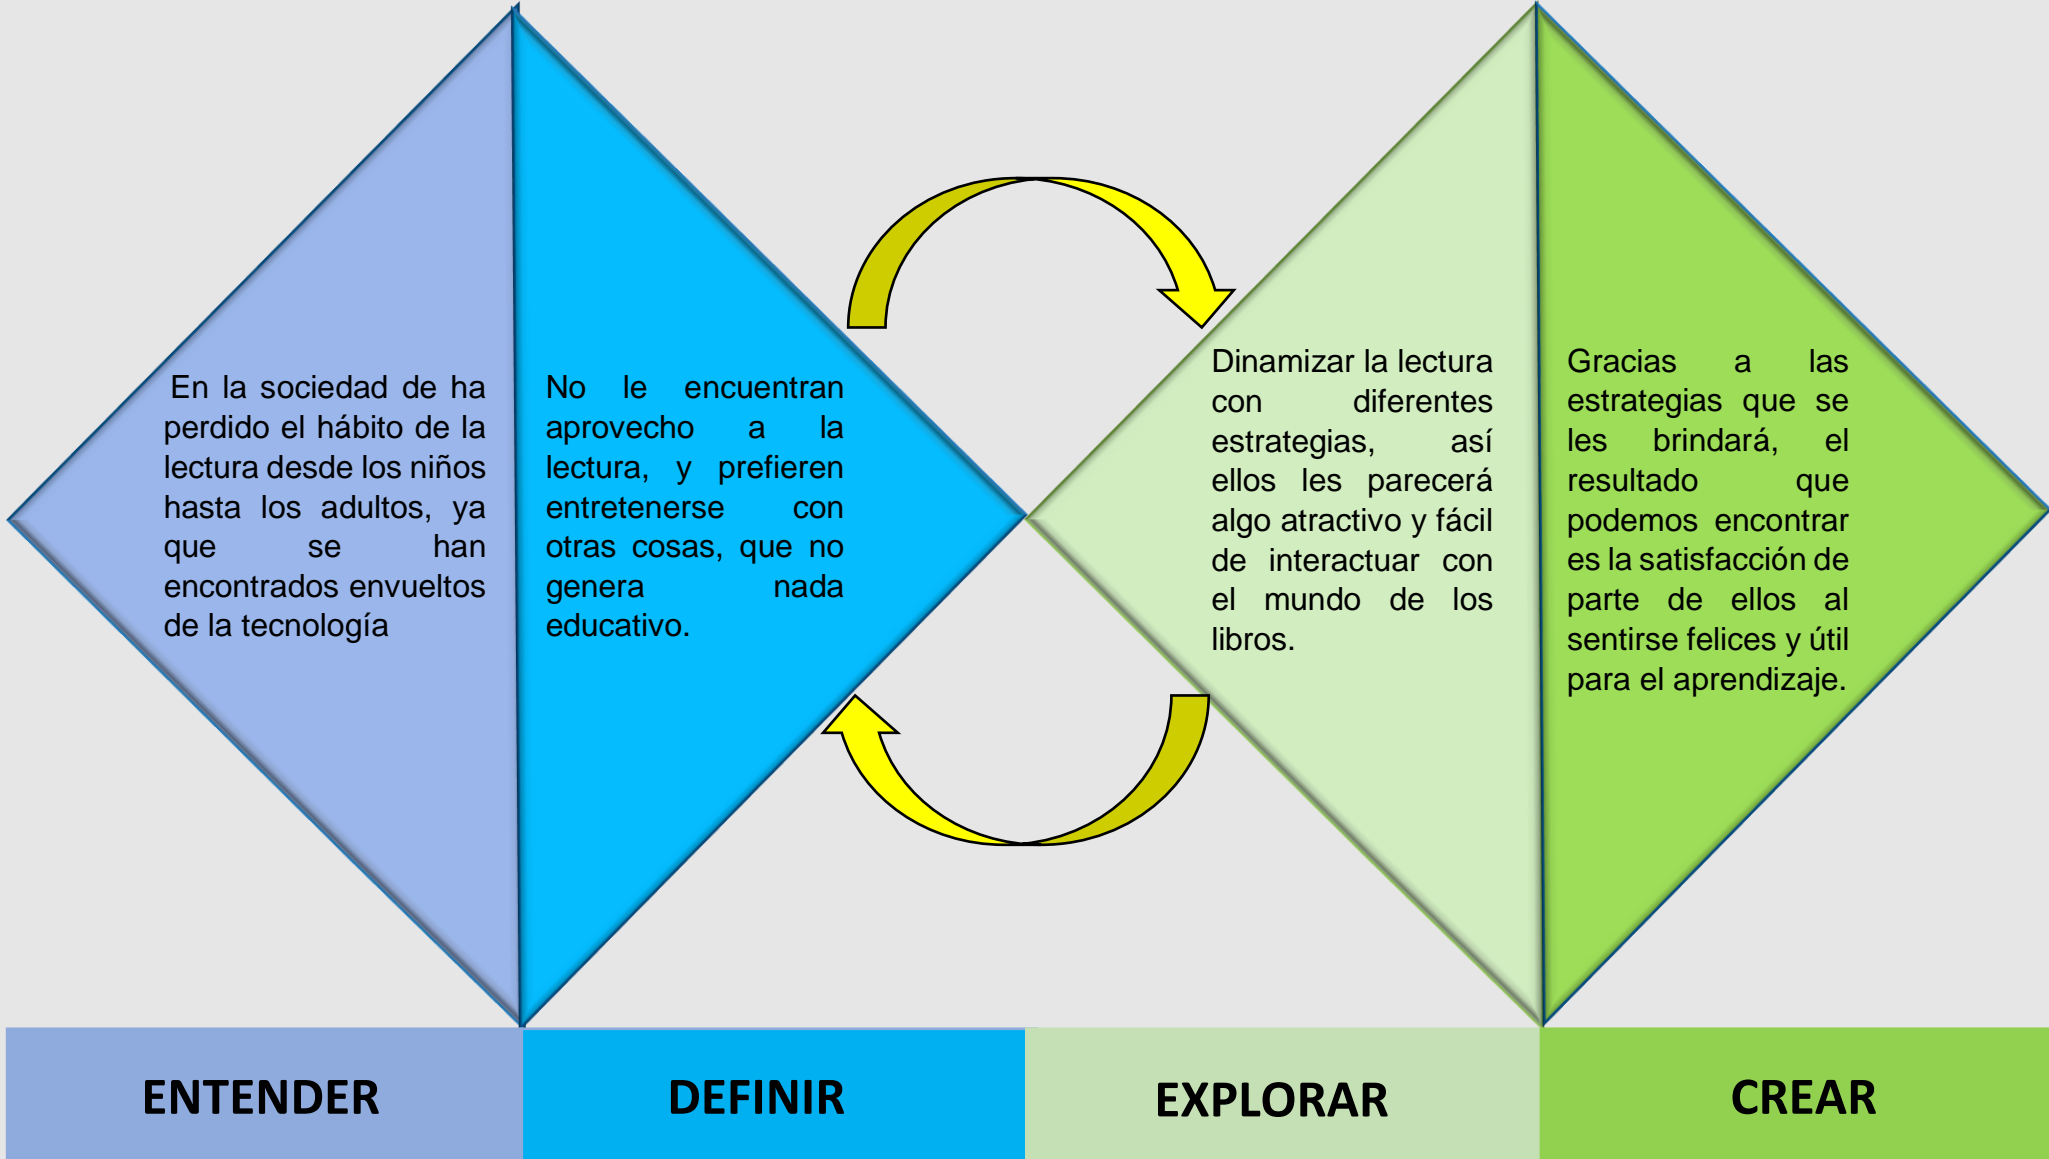 En la sociedad de ha
perdido el hábito de la
lectura desde los niños
hasta los adultos, ya
que se han
encontrados envueltos
de la tecnología
No le encuentran
aprovecho a la
lectura, y prefieren
entretenerse con
otras cosas, que no
genera nada
educativo.
Dinamizar la lectura
con diferentes
estrategias, así
ellos les parecerá
algo atractivo y fácil
de interactuar con
el mundo de los
libros.
Gracias a las
estrategias que se
les brindará, el
resultado que
podemos encontrar
es la satisfacción de
parte de ellos al
sentirse felices y útil
para el aprendizaje.
ENTENDER
DEFINIR
EXPLORAR
CREAR